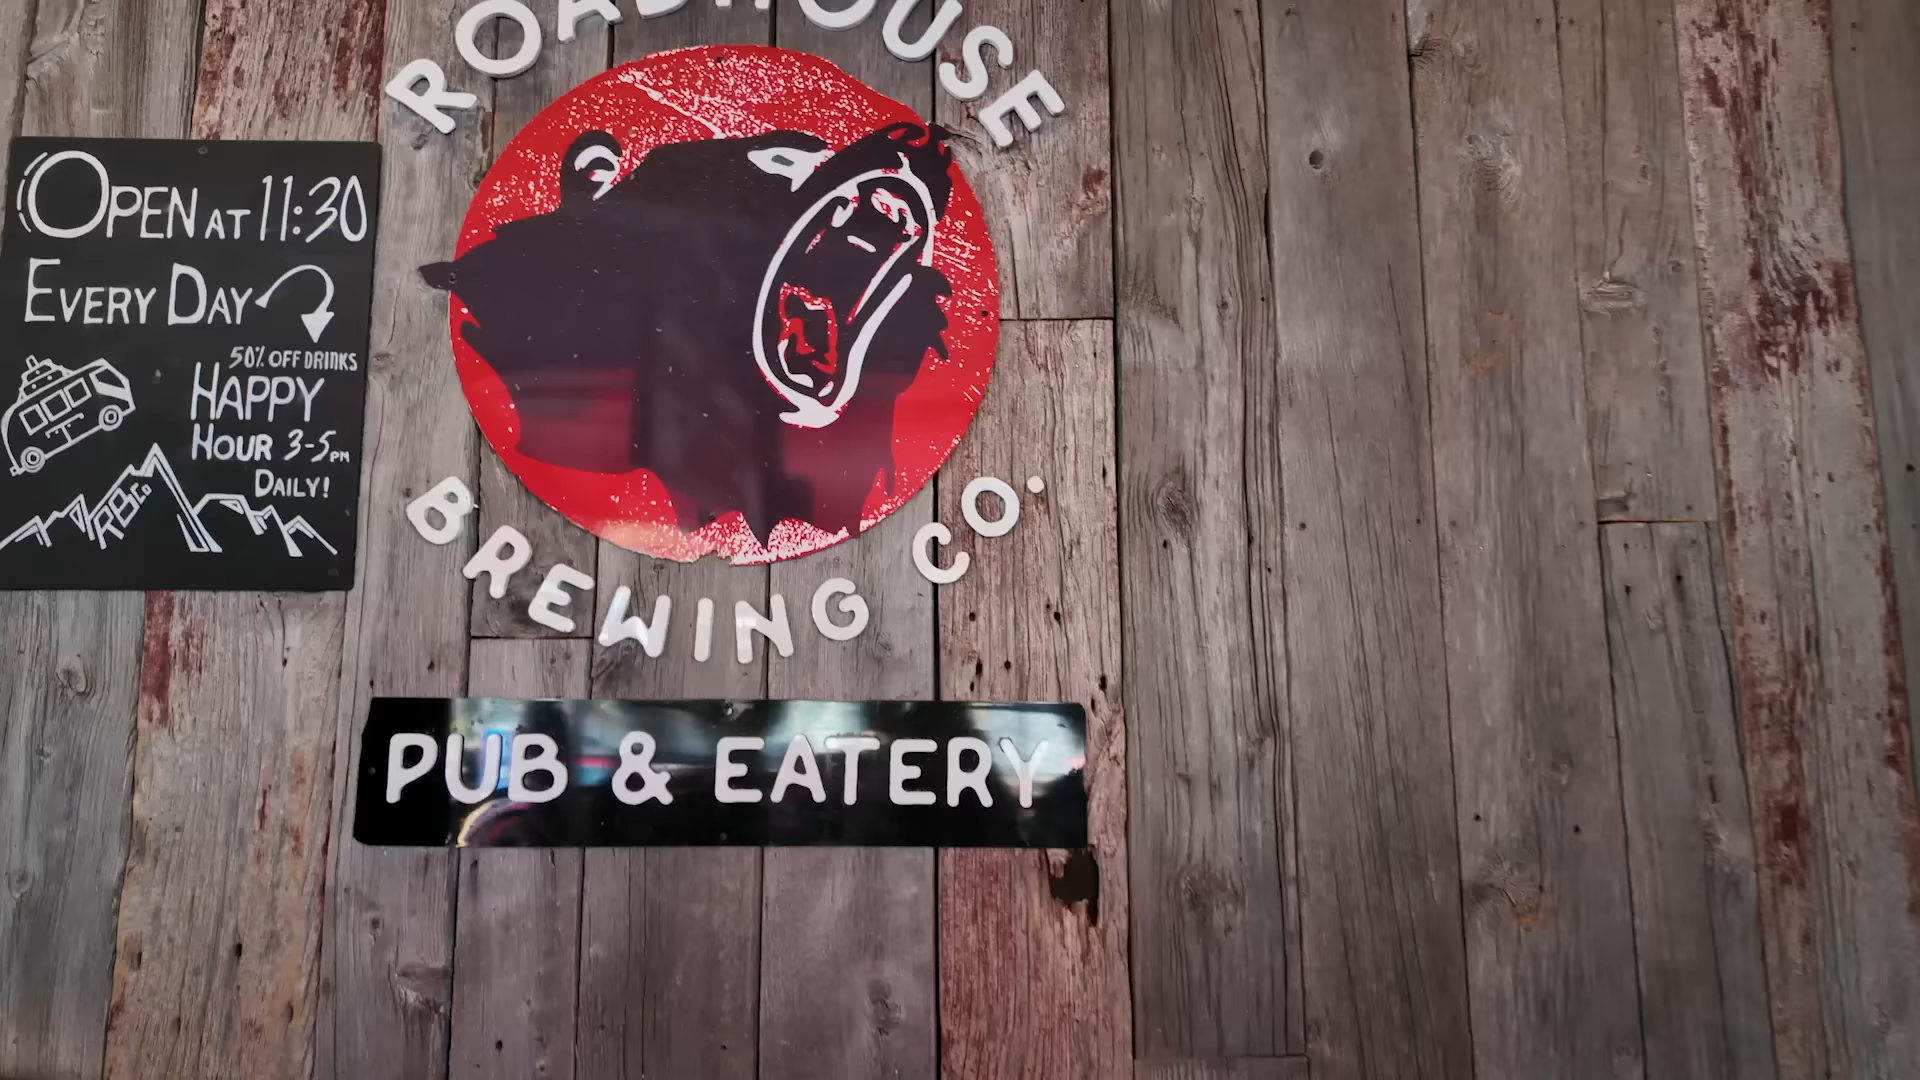 ROADHOUSE
OPEN AT 11:30
EVERY DAY
50% OFF DRINKS
HAPPY
HOUR 3-5PM
DAILY!
RBCo
BREWING CO.
PUB & EATERY